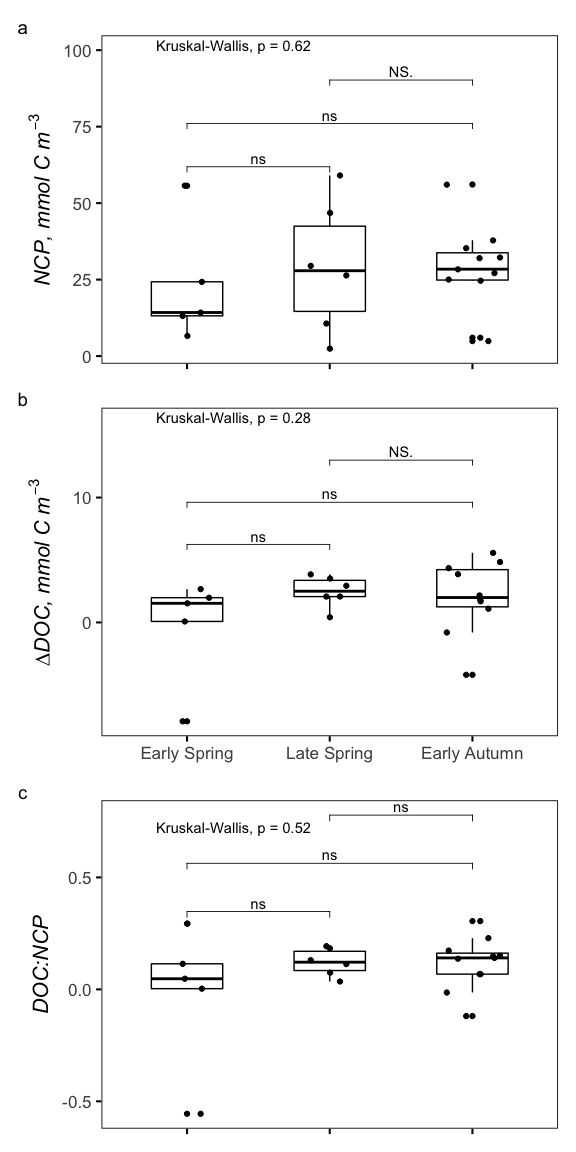 a
Kruskal-Wallis, p = 0.62
NS.
ns
ns
100
75
50
25
0
NCP, mmol C m⁻³
b
Kruskal-Wallis, p = 0.28
NS.
ns
ns
10
0
ΔDOC, mmol C m⁻³
Early Spring Late Spring Early Autumn
c
ns
Kruskal-Wallis, p = 0.52
ns
ns
0.5
0.0
-0.5
DOC:NCP